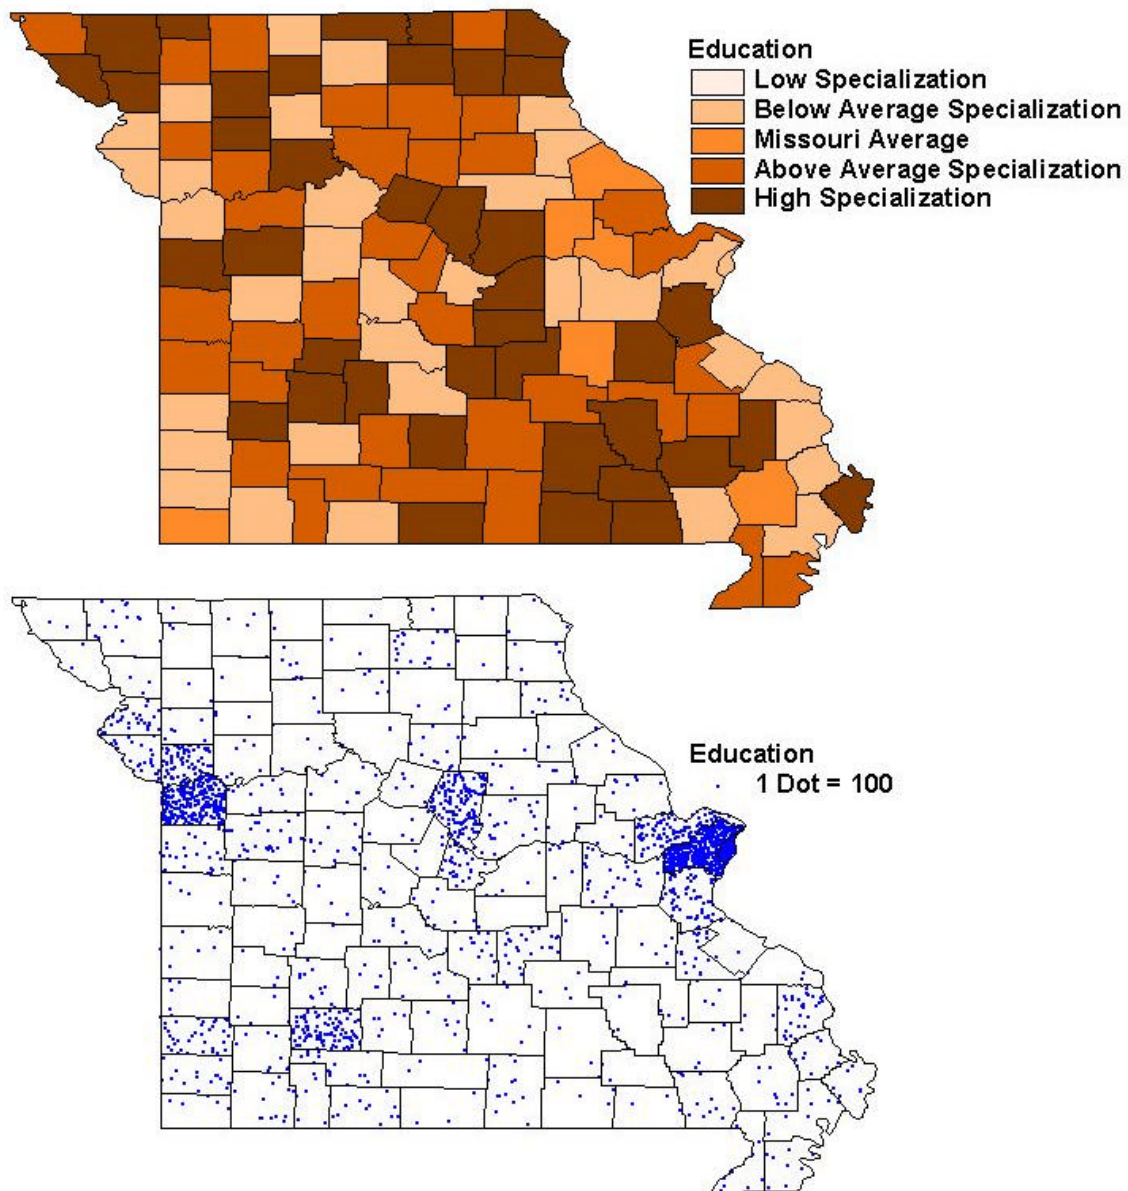 Education
Low Specialization
Below Average Specialization
Missouri Average
Above Average Specialization
High Specialization
Education
1 Dot = 100